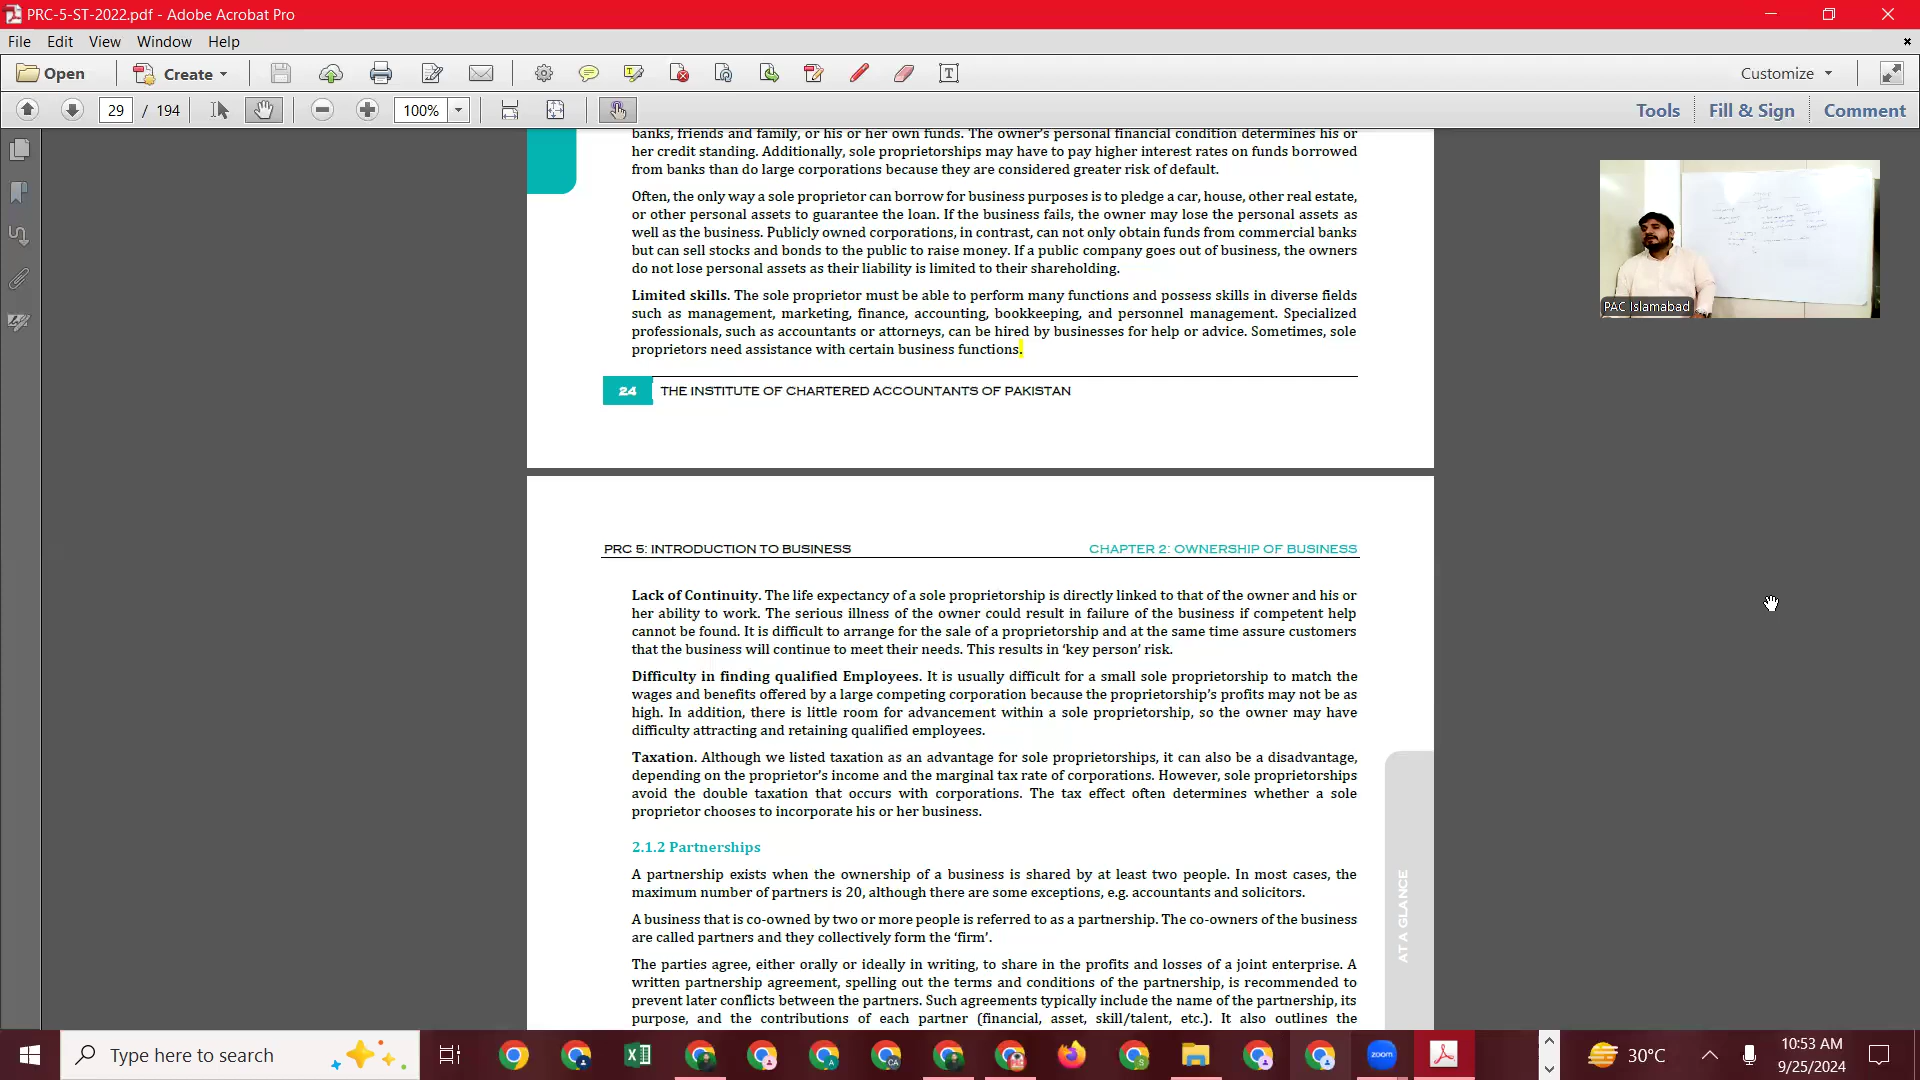 PRC-5-ST-2022.pdf - Adobe Acrobat Pro
File Edit View Window Help
Open Create Customize
29 / 194 100% Tools Fill & Sign Comment
banks, friends and family, or his or her own funds. The owner's personal financial condition determines his or
her credit standing. Additionally, sole proprietorships may have to pay higher interest rates on funds borrowed
from banks than do large corporations because they are considered greater risk of default.
Often, the only way a sole proprietor can borrow for business purposes is to pledge a car, house, other real estate,
or other personal assets to guarantee the loan. If the business fails, the owner may lose the personal assets as
well as the business. Publicly owned corporations, in contrast, can not only obtain funds from commercial banks
but can sell stocks and bonds to the public to raise money. If a public company goes out of business, the owners
do not lose personal assets as their liability is limited to their shareholding.
Limited skills. The sole proprietor must be able to perform many functions and possess skills in diverse fields
such as management, marketing, finance, accounting, bookkeeping, and personnel management. Specialized
professionals, such as accountants or attorneys, can be hired by businesses for help or advice. Sometimes, sole
proprietors need assistance with certain business functions.
24 THE INSTITUTE OF CHARTERED ACCOUNTANTS OF PAKISTAN
PAC Islamabad
PRC 5: INTRODUCTION TO BUSINESS CHAPTER 2: OWNERSHIP OF BUSINESS
Lack of Continuity. The life expectancy of a sole proprietorship is directly linked to that of the owner and his or
her ability to work. The serious illness of the owner could result in failure of the business if competent help
cannot be found. It is difficult to arrange for the sale of a proprietorship and at the same time assure customers
that the business will continue to meet their needs. This results in 'key person' risk.
Difficulty in finding qualified Employees. It is usually difficult for a small sole proprietorship to match the
wages and benefits offered by a large competing corporation because the proprietorship's profits may not be as
high. In addition, there is little room for advancement within a sole proprietorship, so the owner may have
difficulty attracting and retaining qualified employees.
Taxation. Although we listed taxation as an advantage for sole proprietorships, it can also be a disadvantage,
depending on the proprietor's income and the marginal tax rate of corporations. However, sole proprietorships
avoid the double taxation that occurs with corporations. The tax effect often determines whether a sole
proprietor chooses to incorporate his or her business.
2.1.2 Partnerships
A partnership exists when the ownership of a business is shared by at least two people. In most cases, the
maximum number of partners is 20, although there are some exceptions, e.g. accountants and solicitors.
A business that is co-owned by two or more people is referred to as a partnership. The co-owners of the business
are called partners and they collectively form the 'firm'.
The parties agree, either orally or ideally in writing, to share in the profits and losses of a joint enterprise. A
written partnership agreement, spelling out the terms and conditions of the partnership, is recommended to
prevent later conflicts between the partners. Such agreements typically include the name of the partnership, its
purpose, and the contributions of each partner (financial, asset, skill/talent, etc.). It also outlines the
AT A GLANCE
Type here to search
zoom
30°C
10:53 AM
9/25/2024